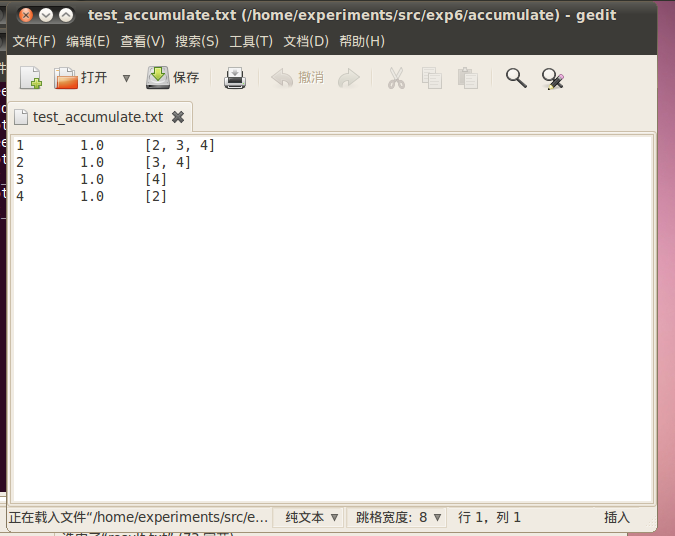 test_accumulate.txt (/home/experiments/src/exp6/accumulate) - gedit
文件(F) 编辑(E) 查看(V) 搜索(S) 工具(T) 文档(D) 帮助(H)
打开 保存 撤消
test_accumulate.txt
1 1.0 [2, 3, 4]
2 1.0 [3, 4]
3 1.0 [4]
4 1.0 [2]
正在载入文件“/home/experiments/src/e... 纯文本 跳格宽度: 8 行 1，列 1 插入